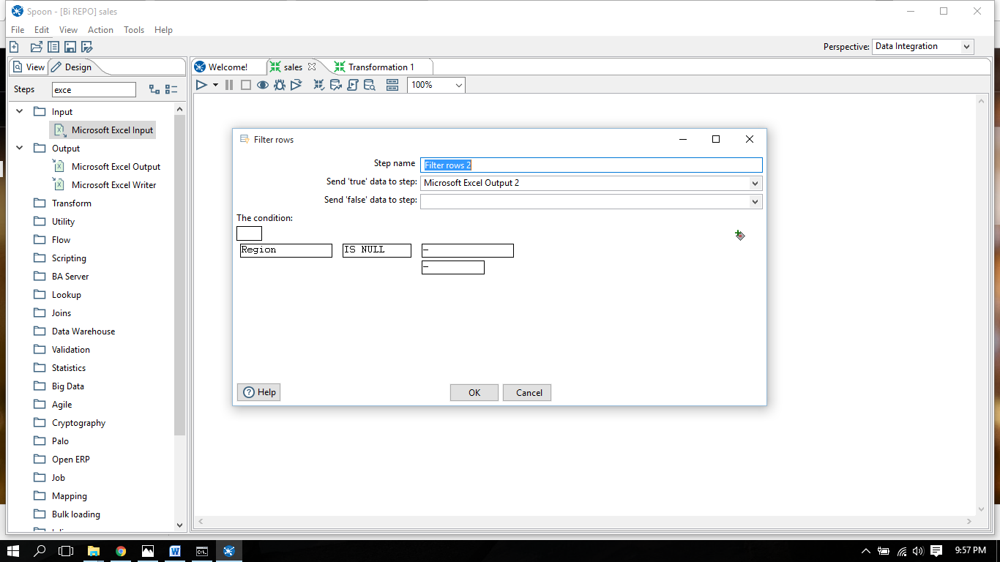 Spoon - [Bi REPO] sales
File Edit View Action Tools Help
Perspective: Data Integration
View Design
Welcome! sales Transformation 1
Steps exce
100%
Input
Microsoft Excel Input
Output
Microsoft Excel Output
Microsoft Excel Writer
Transform
Utility
Flow
Scripting
BA Server
Lookup
Joins
Data Warehouse
Validation
Statistics
Big Data
Agile
Cryptography
Palo
Open ERP
Job
Mapping
Bulk loading
Filter rows
Step name Filter rows 2
Send 'true' data to step: Microsoft Excel Output 2
Send 'false' data to step:
The condition:
Region IS NULL –
–
Help OK Cancel
9:57 PM